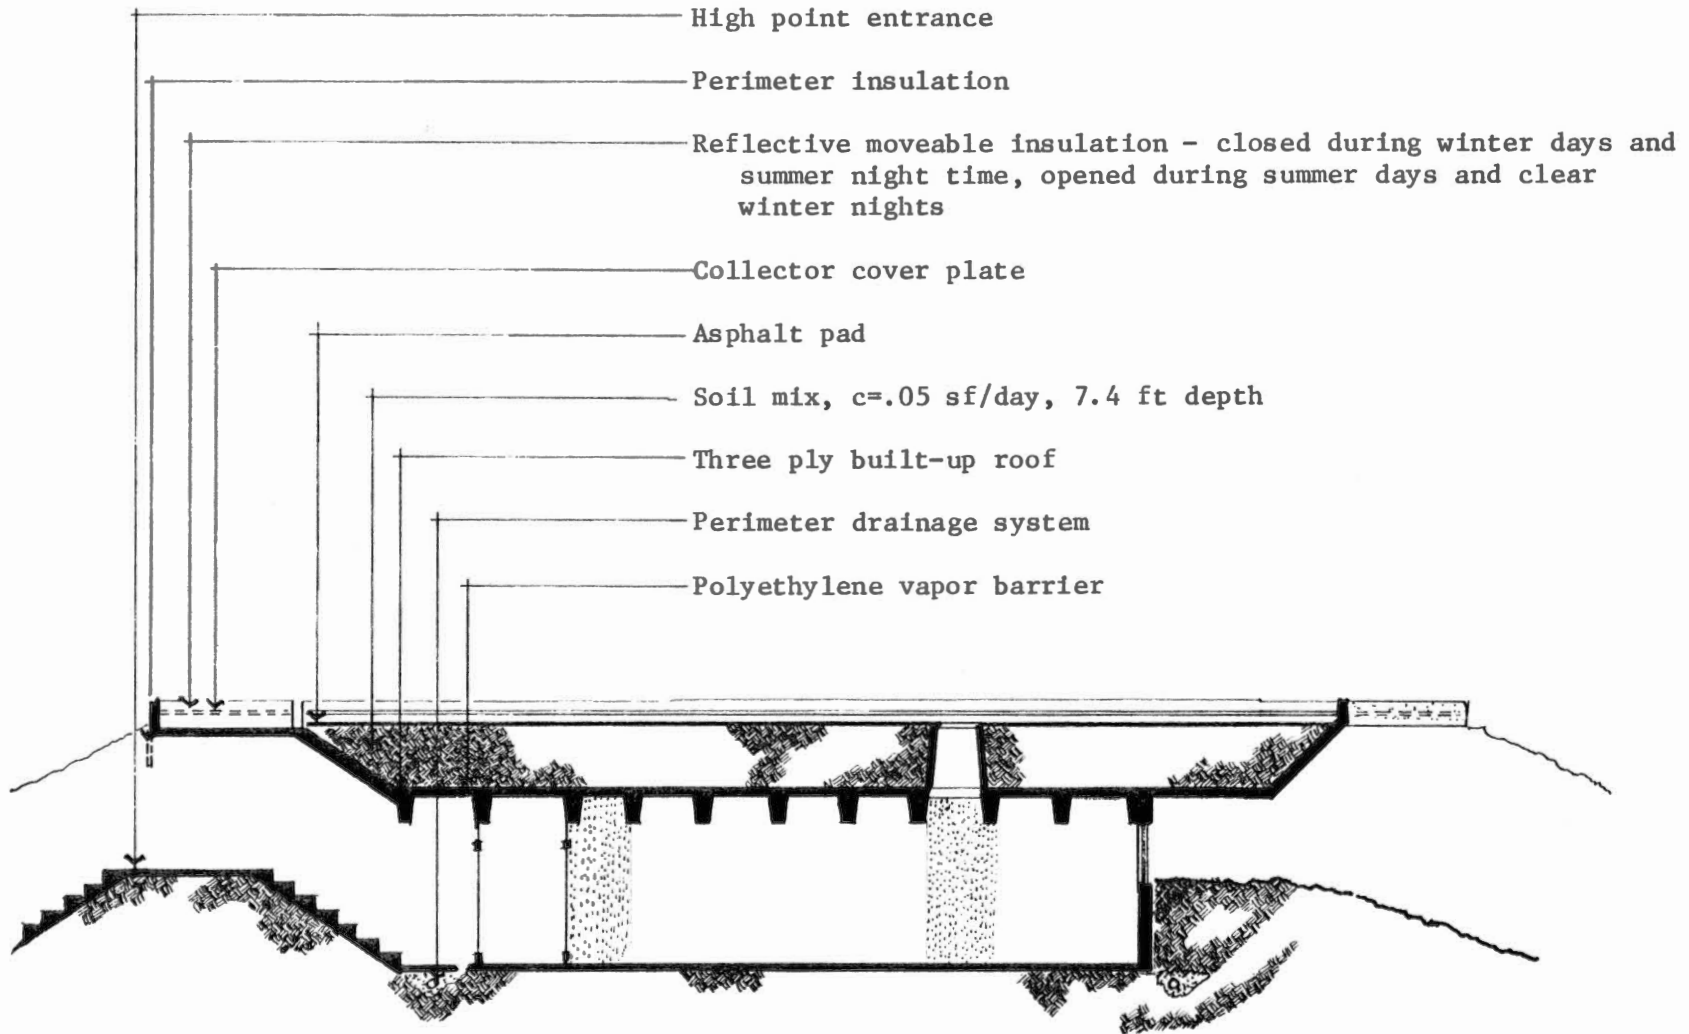 High point entrance
Perimeter insulation
Reflective moveable insulation - closed during winter days and
summer night time, opened during summer days and clear
winter nights
Collector cover plate
Asphalt pad
Soil mix, c=.05 sf/day, 7.4 ft depth
Three ply built-up roof
Perimeter drainage system
Polyethylene vapor barrier